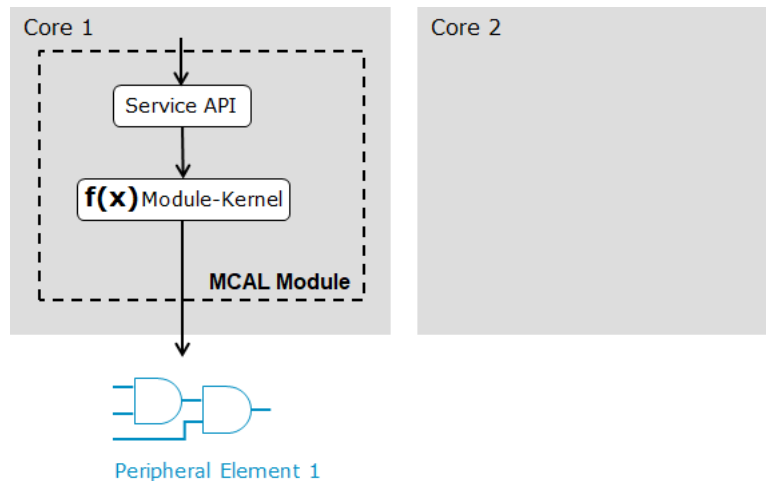 Core 1
Core 2
Service API
f(x) Module-Kernel
MCAL Module
Peripheral Element 1